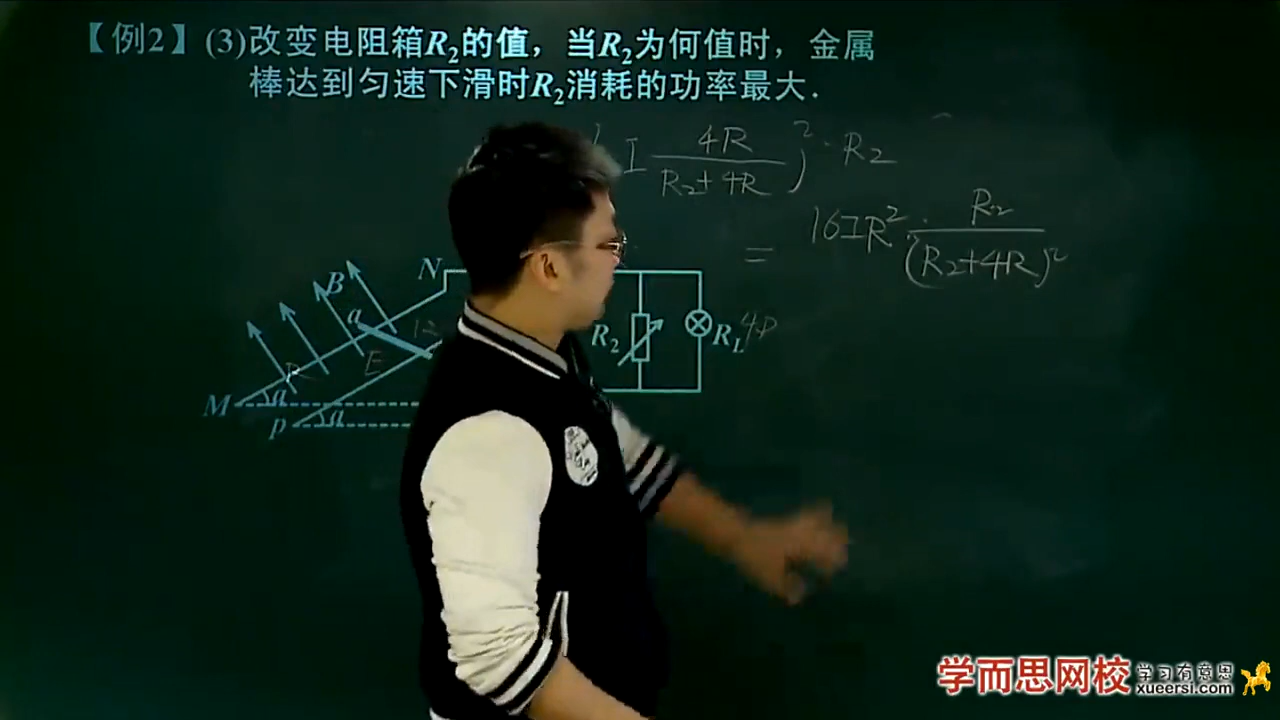 【例2】(3)改变电阻箱R₂的值，当R₂为何值时，金属
棒达到匀速下滑时R₂消耗的功率最大.
I 4R/(R₂+4R) )² · R₂
= 16IR² · R₂/(R₂+4R)²
N
B
a
E
R
R₂
R_L
4R
M
α
P
α
学而思网校
学习有意思
xueersi.com